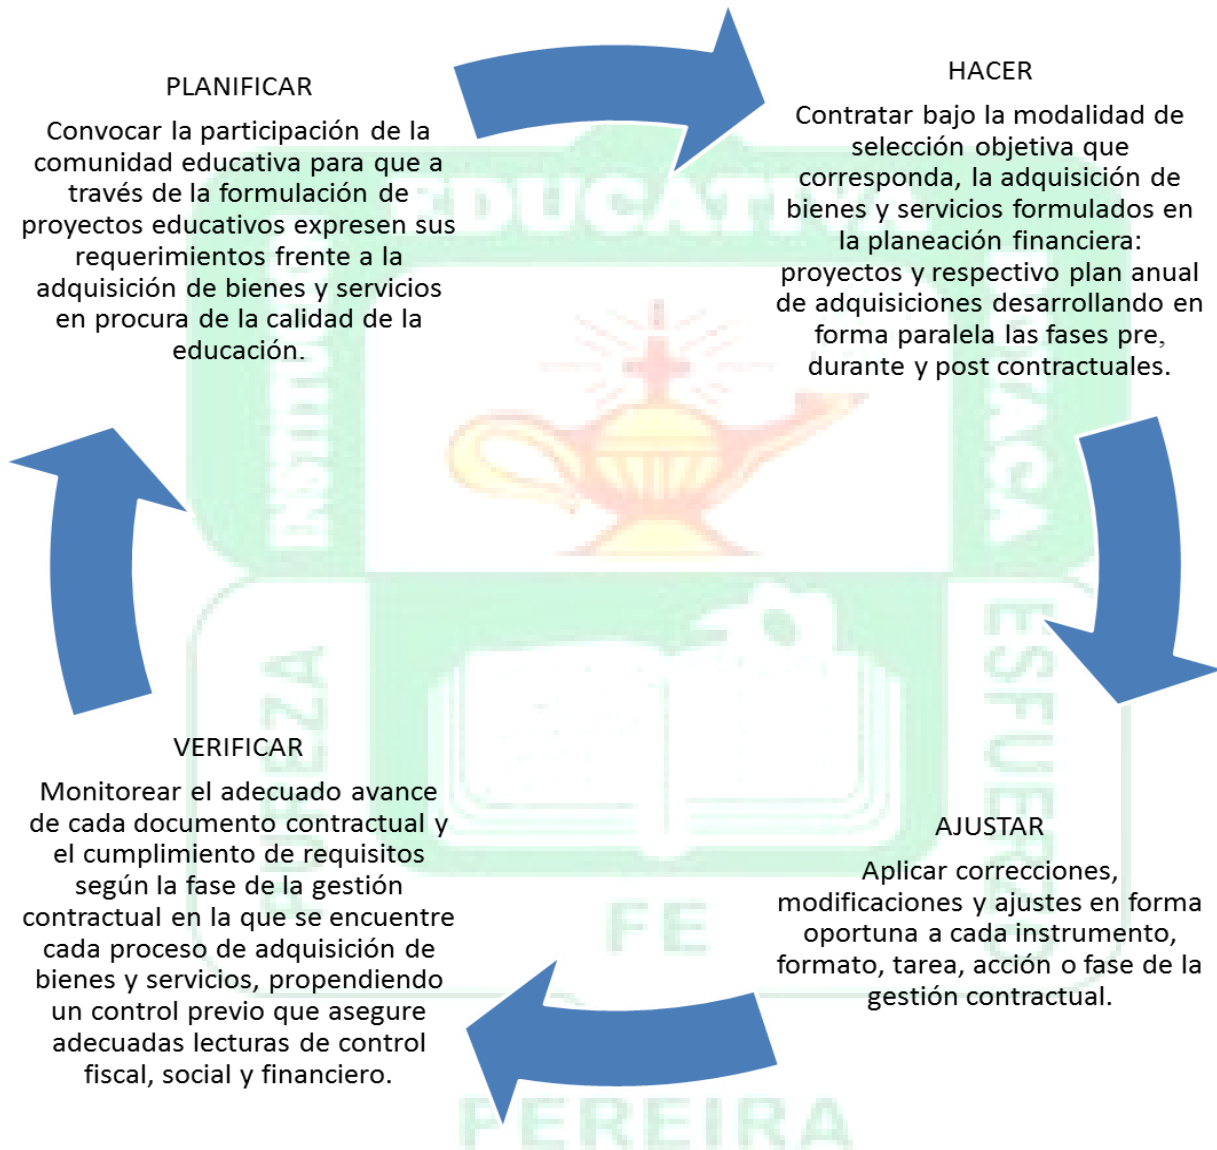 PLANIFICAR
Convocar la participación de la
comunidad educativa para que a
través de la formulación de
proyectos educativos expresen sus
requerimientos frente a la
adquisición de bienes y servicios
en procura de la calidad de la
educación.
HACER
Contratar bajo la modalidad de
selección objetiva que
corresponda, la adquisición de
bienes y servicios formulados en
la planeación financiera:
proyectos y respectivo plan anual
de adquisiciones desarrollando en
forma paralela las fases pre,
durante y post contractuales.
AJUSTAR
Aplicar correcciones,
modificaciones y ajustes en forma
oportuna a cada instrumento,
formato, tarea, acción o fase de la
gestión contractual.
VERIFICAR
Monitorear el adecuado avance
de cada documento contractual y
el cumplimiento de requisitos
según la fase de la gestión
contractual en la que se encuentre
cada proceso de adquisición de
bienes y servicios, propendiendo
un control previo que asegure
adecuadas lecturas de control
fiscal, social y financiero.
EDUCATIVA
PUREZA
ESFUERZO
FE
PEREIRA